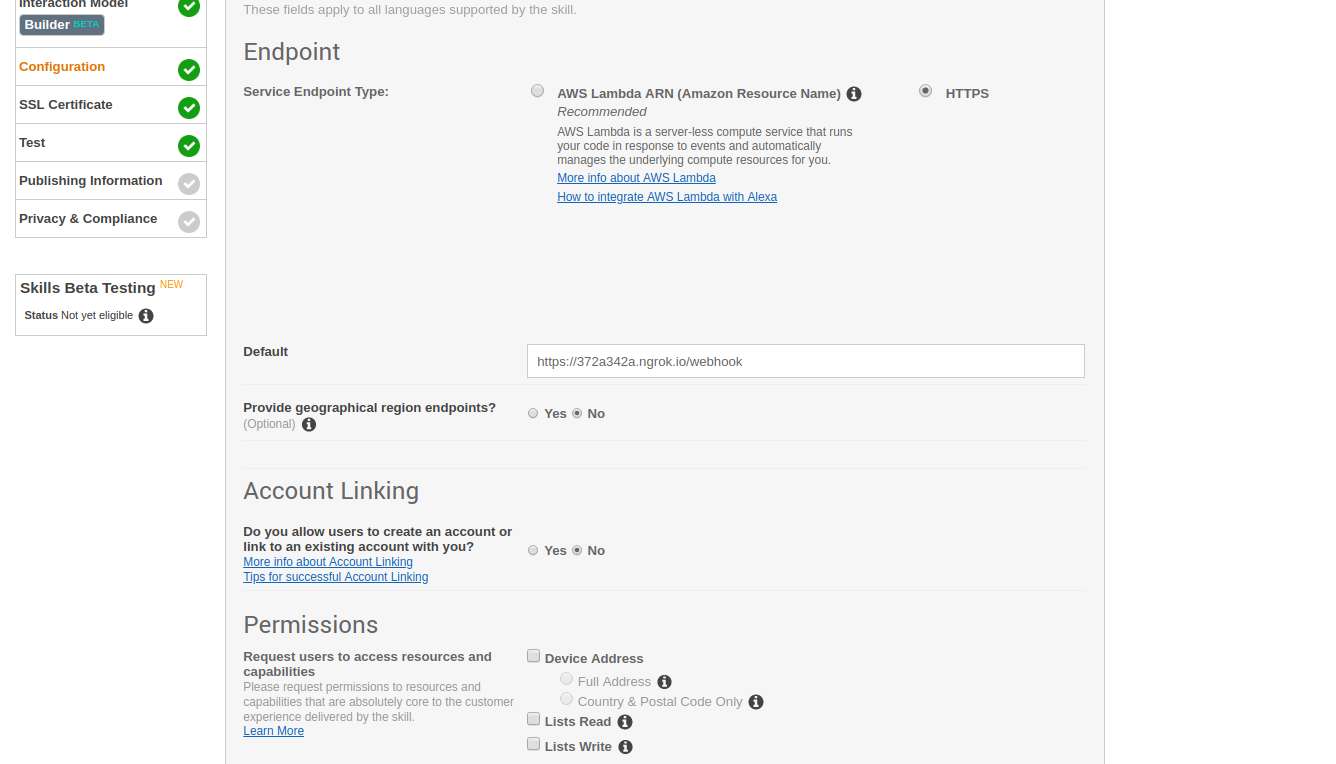 Interaction Model
Builder BETA
Configuration
SSL Certificate
Test
Publishing Information
Privacy & Compliance
Skills Beta Testing NEW
Status Not yet eligible
These fields apply to all languages supported by the skill.
Endpoint
Service Endpoint Type:
AWS Lambda ARN (Amazon Resource Name)
Recommended
AWS Lambda is a server-less compute service that runs
your code in response to events and automatically
manages the underlying compute resources for you.
More info about AWS Lambda
How to integrate AWS Lambda with Alexa
HTTPS
Default
https://372a342a.ngrok.io/webhook
Provide geographical region endpoints?
(Optional)
Yes No
Account Linking
Do you allow users to create an account or
link to an existing account with you?
More info about Account Linking
Tips for successful Account Linking
Yes No
Permissions
Request users to access resources and
capabilities
Please request permissions to resources and
capabilities that are absolutely core to the customer
experience delivered by the skill.
Learn More
Device Address
Full Address
Country & Postal Code Only
Lists Read
Lists Write